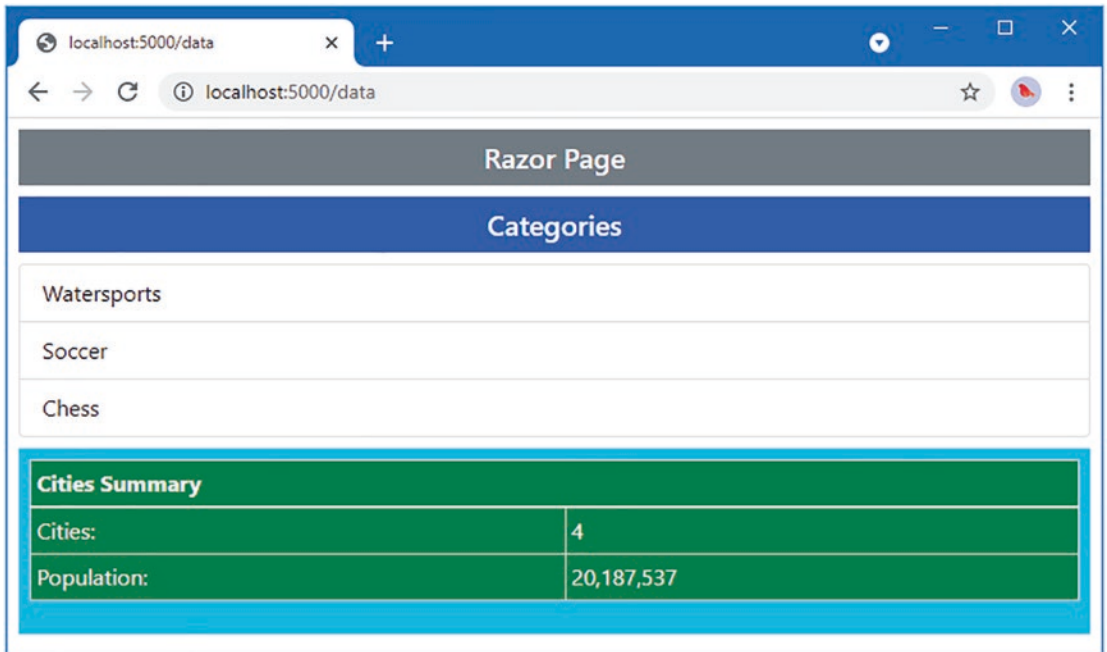 localhost:5000/data
localhost:5000/data
Razor Page
Categories
Watersports
Soccer
Chess
Cities Summary
Cities: 4
Population: 20,187,537